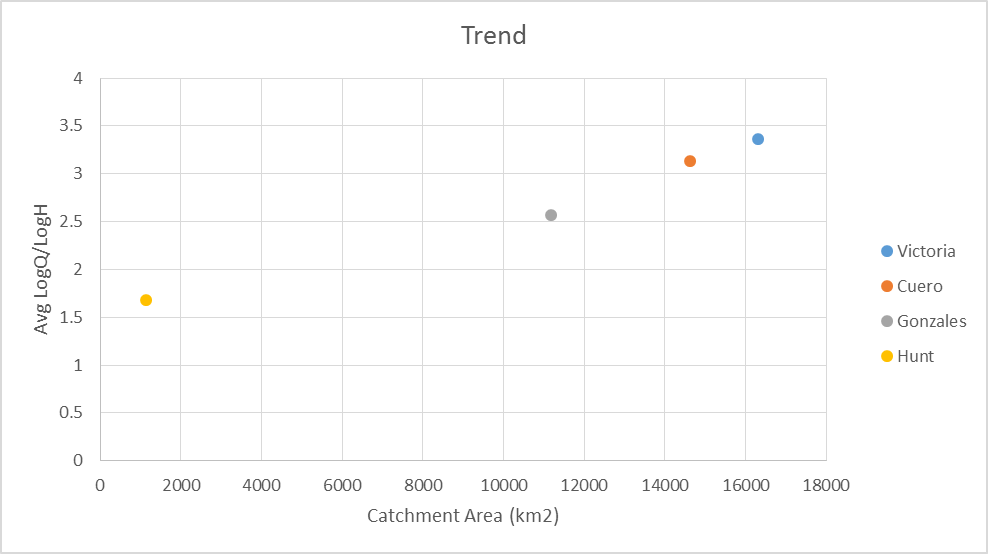 Trend
4
3.5
3
2.5
2
1.5
1
0.5
0
Avg LogQ/LogH
0 2000 4000 6000 8000 10000 12000 14000 16000 18000
Catchment Area (km2)
Victoria
Cuero
Gonzales
Hunt